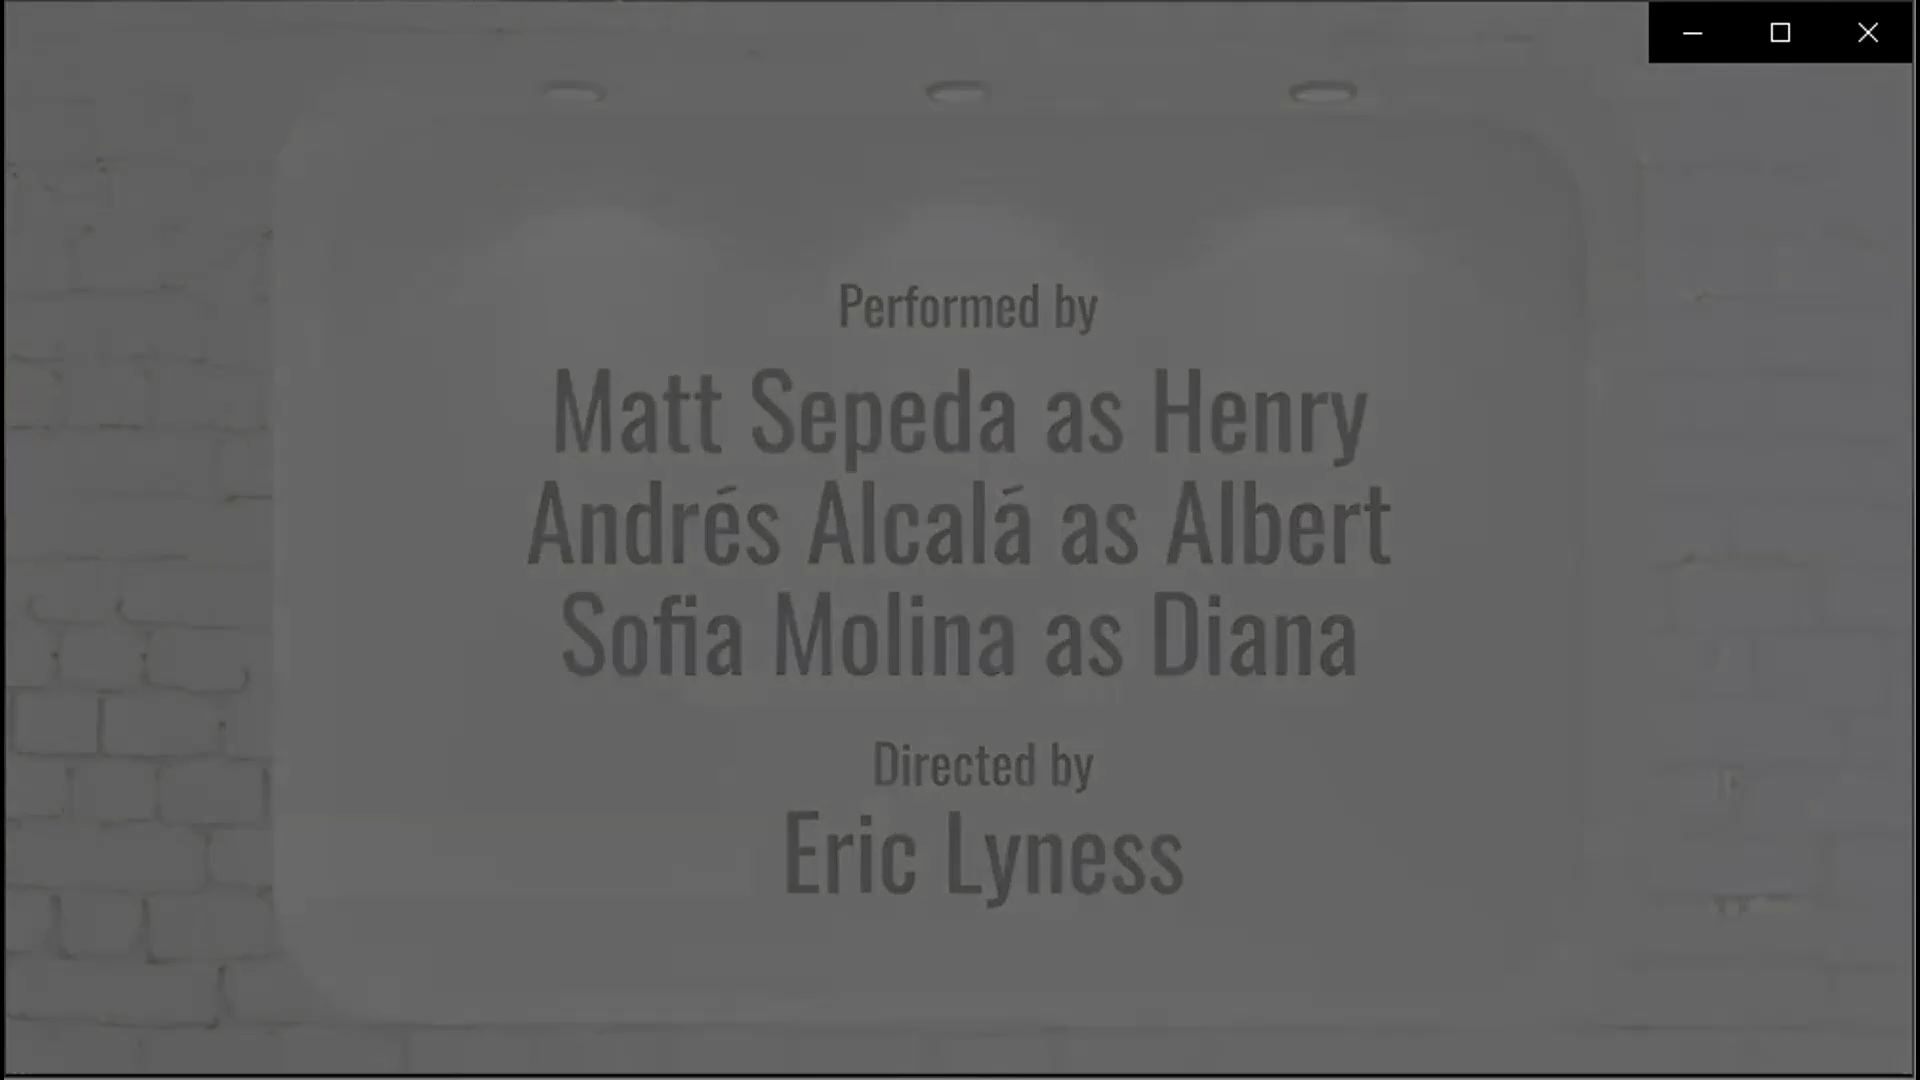 Performed by
Matt Sepeda as Henry
Andrés Alcalá as Albert
Sofia Molina as Diana
Directed by
Eric Lyness